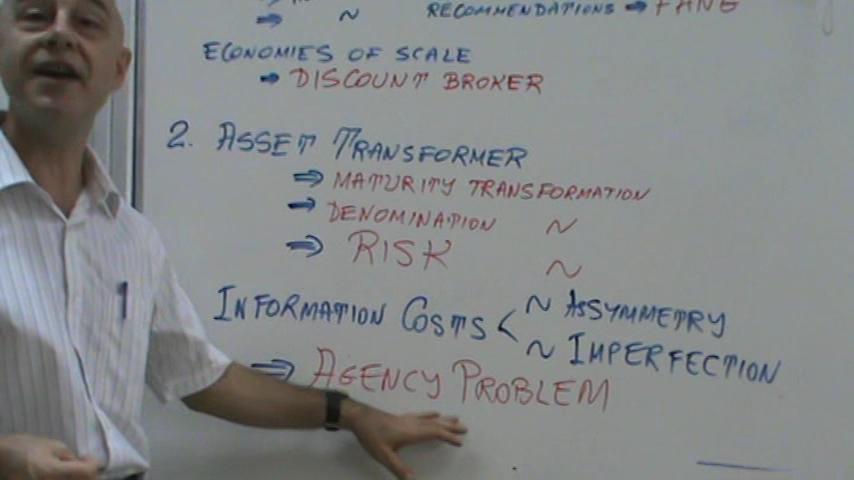 ~ RECOMMENDATIONS → FANG
ECONOMIES OF SCALE
→ DISCOUNT BROKER
2. ASSET TRANSFORMER
⇒ MATURITY TRANSFORMATION
→ DENOMINATION ~
⇒ RISK ~
INFORMATION COSTS < ~ ASSYMMETRY
~ IMPERFECTION
⇒ AGENCY PROBLEM